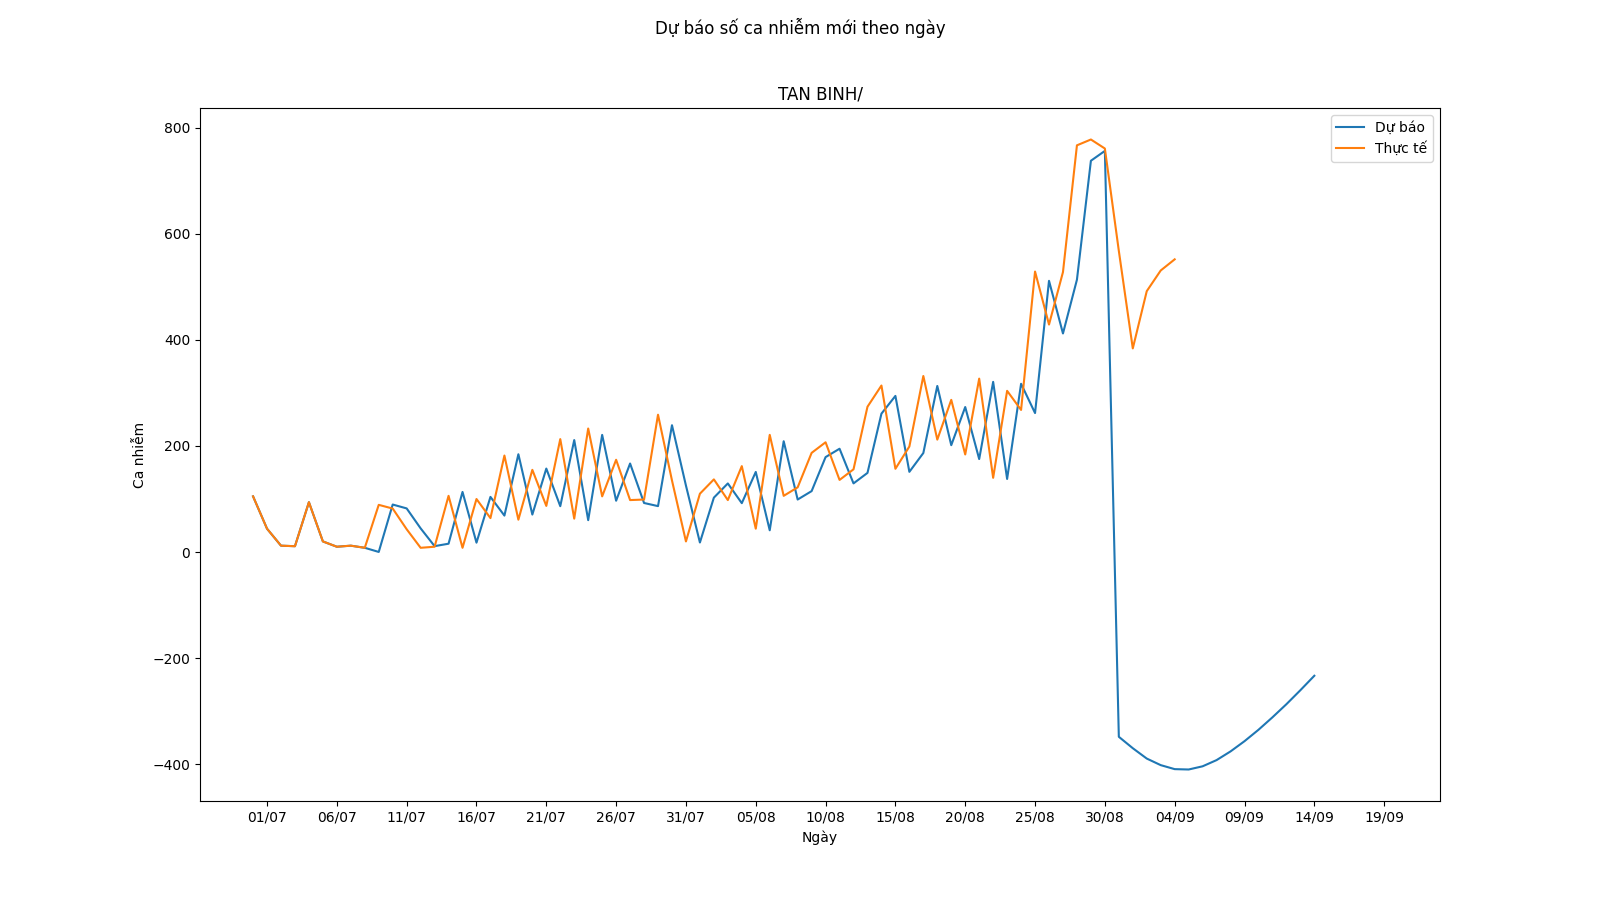 Dự báo số ca nhiễm mới theo ngày
TAN BINH/
Dự báo
Thực tế
800
600
400
200
0
−200
−400
Ca nhiễm
01/07 06/07 11/07 16/07 21/07 26/07 31/07 05/08 10/08 15/08 20/08 25/08 30/08 04/09 09/09 14/09 19/09
Ngày